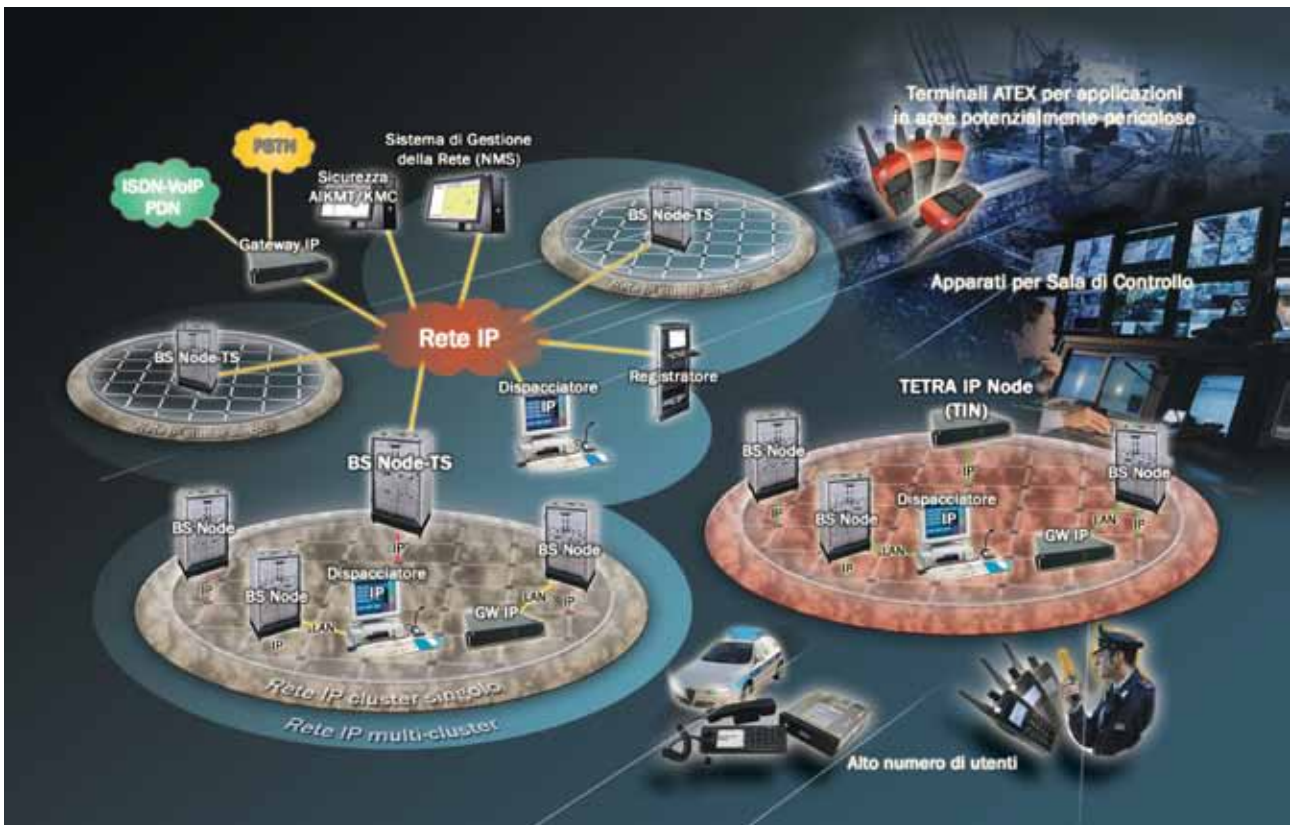 Terminali ATEX per applicazioni
in aree potenzialmente pericolose
Sistema di Gestione
della Rete (NMS)
PSTN
ISDN-VoIP
PDN
Sicurezza
AIKMT/KMC
Gateway IP
BS Node-TS
Apparati per Sala di Controllo
Rete IP
BS Node-TS
Registratore
Dispacciatore
IP
TETRA IP Node
(TIN)
BS Node-TS
BS Node
BS Node
IP
Dispacciatore
IP
BS Node
LAN
IP
GW IP
IP
LAN
IP
BS Node
BS Node
IP
Dispacciatore
IP
BS Node
LAN
IP
GW IP
IP
LAN
IP
BS Node
Rete IP cluster singolo
Rete IP multi-cluster
Alto numero di utenti